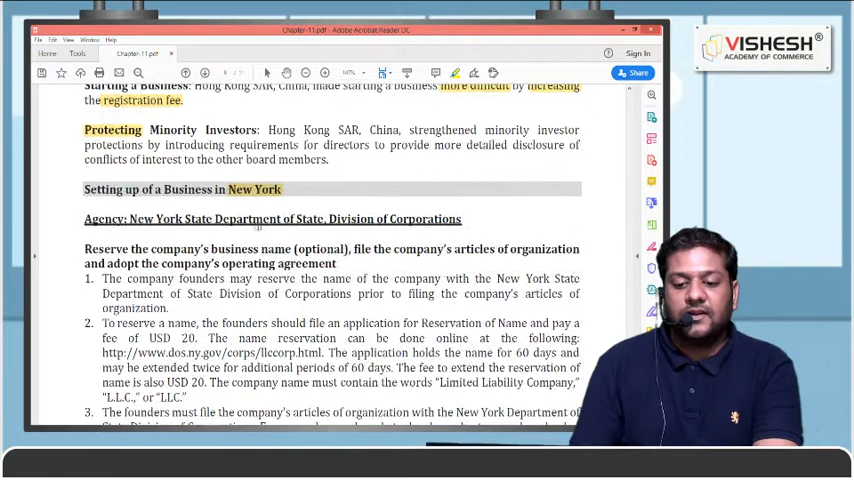 Chapter-11.pdf - Adobe Acrobat Reader DC
File Edit View Window Help
Home Tools Chapter-11.pdf × Sign In
147% Share
Starting a Business: Hong Kong SAR, China, made starting a business more difficult by increasing
the registration fee.
Protecting Minority Investors: Hong Kong SAR, China, strengthened minority investor
protections by introducing requirements for directors to provide more detailed disclosure of
conflicts of interest to the other board members.
Setting up of a Business in New York
Agency: New York State Department of State, Division of Corporations
Reserve the company's business name (optional), file the company's articles of organization
and adopt the company's operating agreement
1. The company founders may reserve the name of the company with the New York State
Department of State Division of Corporations prior to filing the company's articles of
organization.
2. To reserve a name, the founders should file an application for Reservation of Name and pay a
fee of USD 20. The name reservation can be done online at the following:
http://www.dos.ny.gov/corps/llccorp.html. The application holds the name for 60 days and
may be extended twice for additional periods of 60 days. The fee to extend the reservation of
name is also USD 20. The company name must contain the words "Limited Liability Company,"
"L.L.C.," or "LLC."
3. The founders must file the company's articles of organization with the New York Department of
VISHESH®
ACADEMY OF COMMERCE